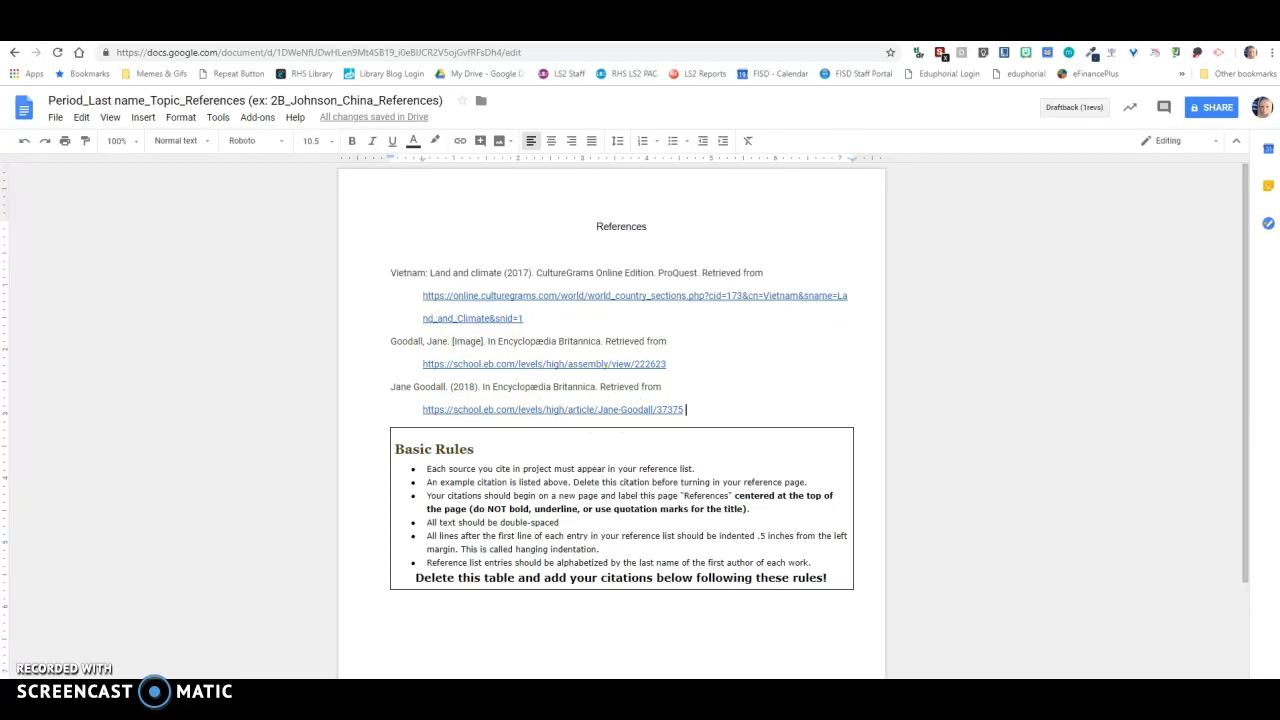 https://docs.google.com/document/d/1DWeNfUDwHLen9Mt4SB19_i0eBIJCR2V5ojGvfRFsDh4/edit
Apps Bookmarks Memes & Gifs Repeat Button RHS Library Library Blog Login My Drive - Google D LS2 Staff RHS LS2 PAC LS2 Reports FISD - Calendar FISD Staff Portal Eduphorial Login eduphorial eFinancePlus » Other bookmarks
Period_Last name_Topic_References (ex: 2B_Johnson_China_References)
Draftback (1revs) SHARE
File Edit View Insert Format Tools Add-ons Help All changes saved in Drive
100% Normal text Roboto 10.5 B I U A Editing
References
Vietnam: Land and climate (2017). CultureGrams Online Edition. ProQuest. Retrieved from
https://online.culturegrams.com/world/world_country_sections.php?cid=173&cn=Vietnam&sname=La
nd_and_Climate&snid=1
Goodall, Jane. [Image]. In Encyclopædia Britannica. Retrieved from
https://school.eb.com/levels/high/assembly/view/222623
Jane Goodall. (2018). In Encyclopædia Britannica. Retrieved from
https://school.eb.com/levels/high/article/Jane-Goodall/37375
Basic Rules
• Each source you cite in project must appear in your reference list.
• An example citation is listed above. Delete this citation before turning in your reference page.
• Your citations should begin on a new page and label this page "References" centered at the top of
the page (do NOT bold, underline, or use quotation marks for the title).
• All text should be double-spaced
• All lines after the first line of each entry in your reference list should be indented .5 inches from the left
margin. This is called hanging indentation.
• Reference list entries should be alphabetized by the last name of the first author of each work.
Delete this table and add your citations below following these rules!
RECORDED WITH
SCREENCAST MATIC